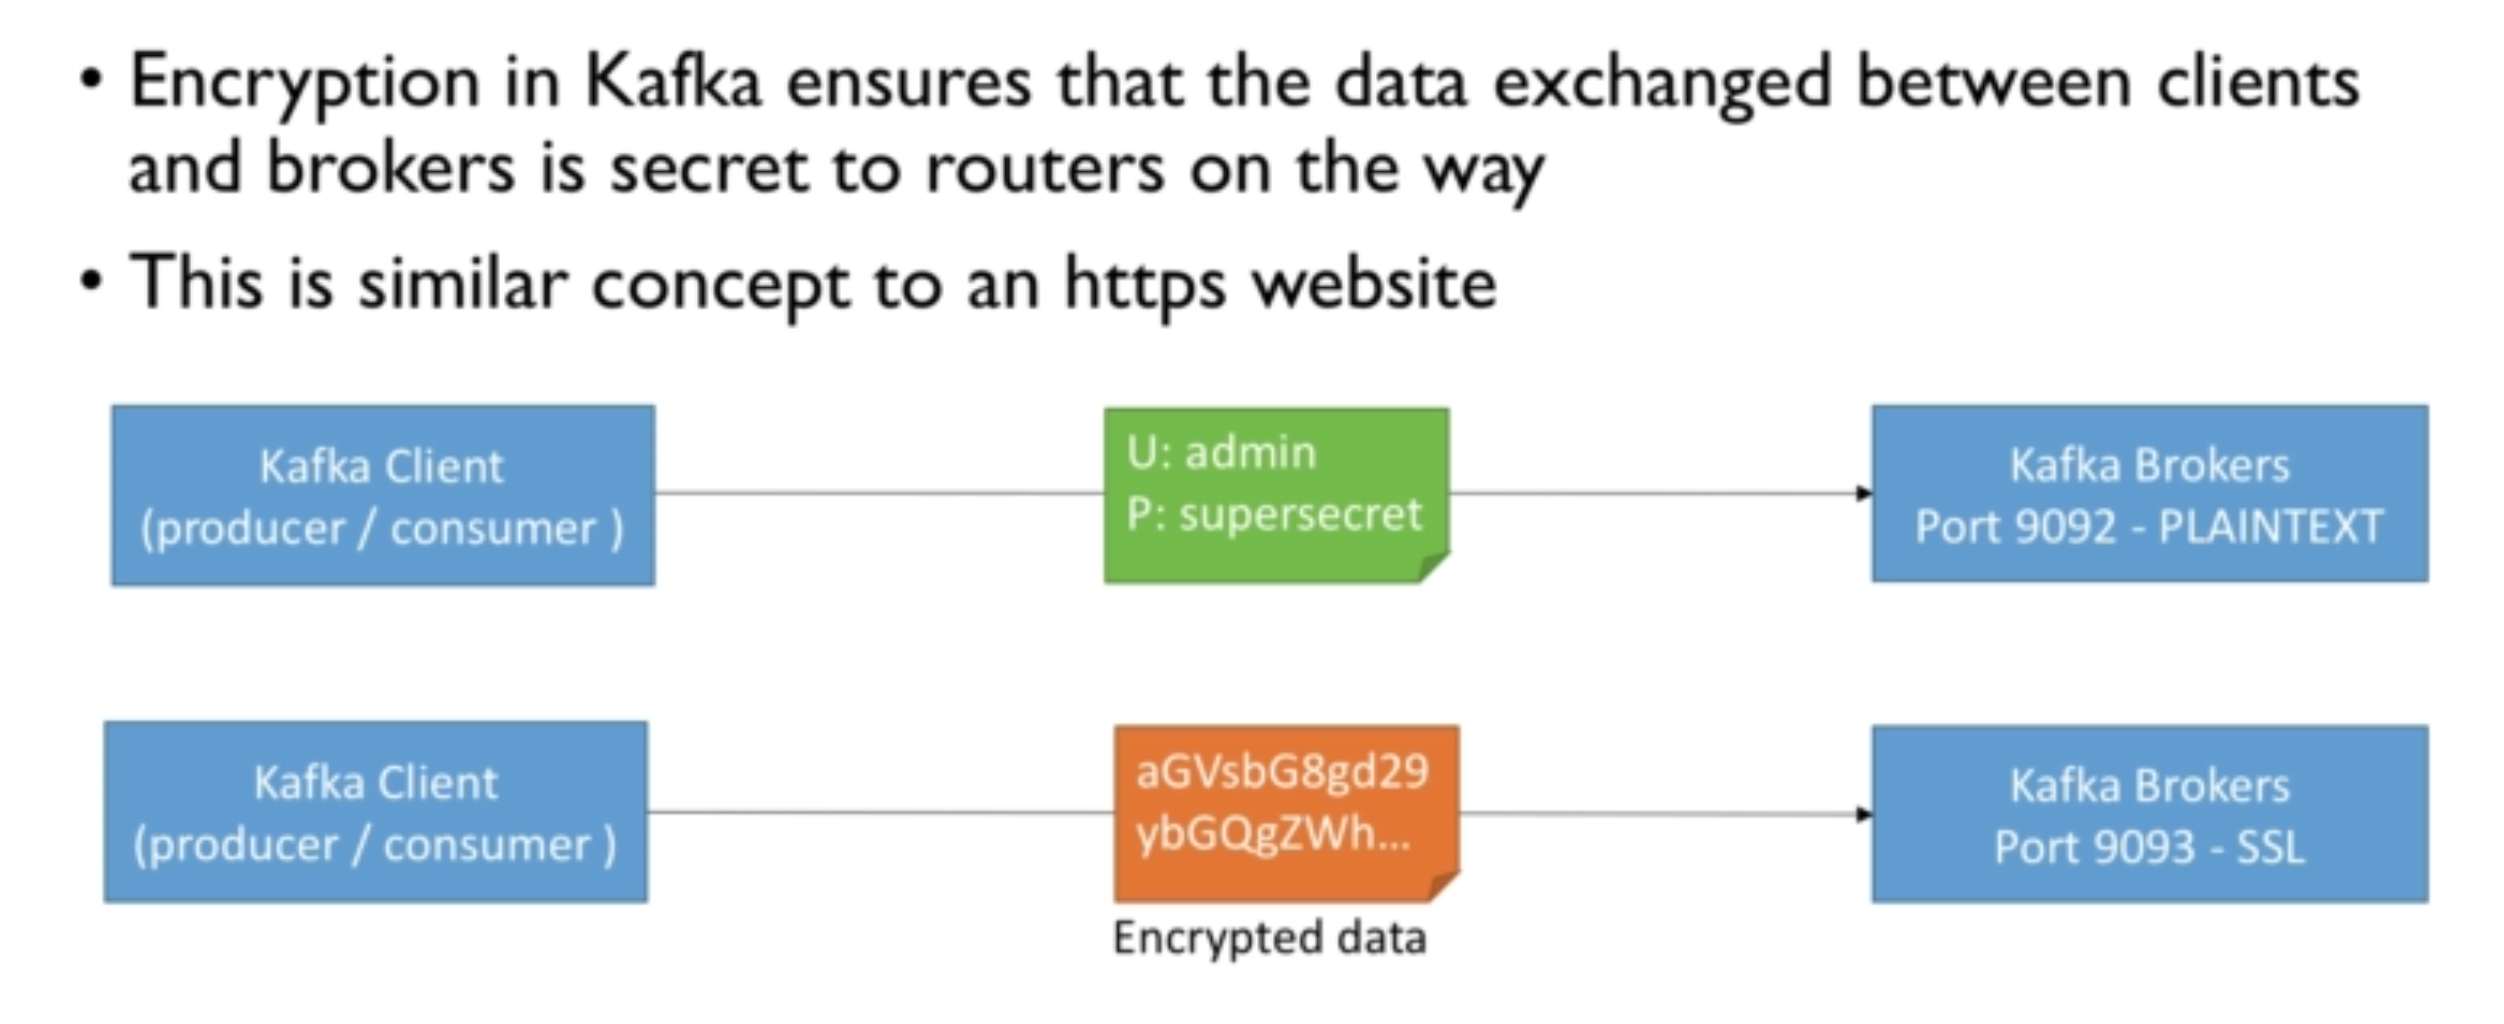 • Encryption in Kafka ensures that the data exchanged between clients
and brokers is secret to routers on the way
• This is similar concept to an https website
Kafka Client
(producer / consumer )
U: admin
P: supersecret
Kafka Brokers
Port 9092 - PLAINTEXT
Kafka Client
(producer / consumer )
aGVsbG8gd29
ybGQgZWh...
Encrypted data
Kafka Brokers
Port 9093 - SSL